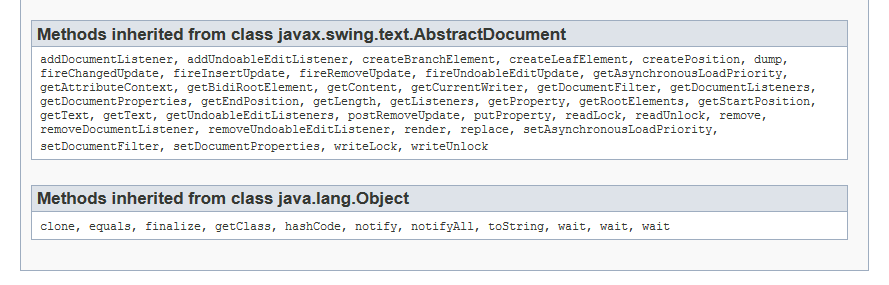 Methods inherited from class javax.swing.text.AbstractDocument
addDocumentListener, addUndoableEditListener, createBranchElement, createLeafElement, createPosition, dump,
fireChangedUpdate, fireInsertUpdate, fireRemoveUpdate, fireUndoableEditUpdate, getAsynchronousLoadPriority,
getAttributeContext, getBidiRootElement, getContent, getCurrentWriter, getDocumentFilter, getDocumentListeners,
getDocumentProperties, getEndPosition, getLength, getListeners, getProperty, getRootElements, getStartPosition,
getText, getText, getUndoableEditListeners, postRemoveUpdate, putProperty, readLock, readUnlock, remove,
removeDocumentListener, removeUndoableEditListener, render, replace, setAsynchronousLoadPriority,
setDocumentFilter, setDocumentProperties, writeLock, writeUnlock
Methods inherited from class java.lang.Object
clone, equals, finalize, getClass, hashCode, notify, notifyAll, toString, wait, wait, wait